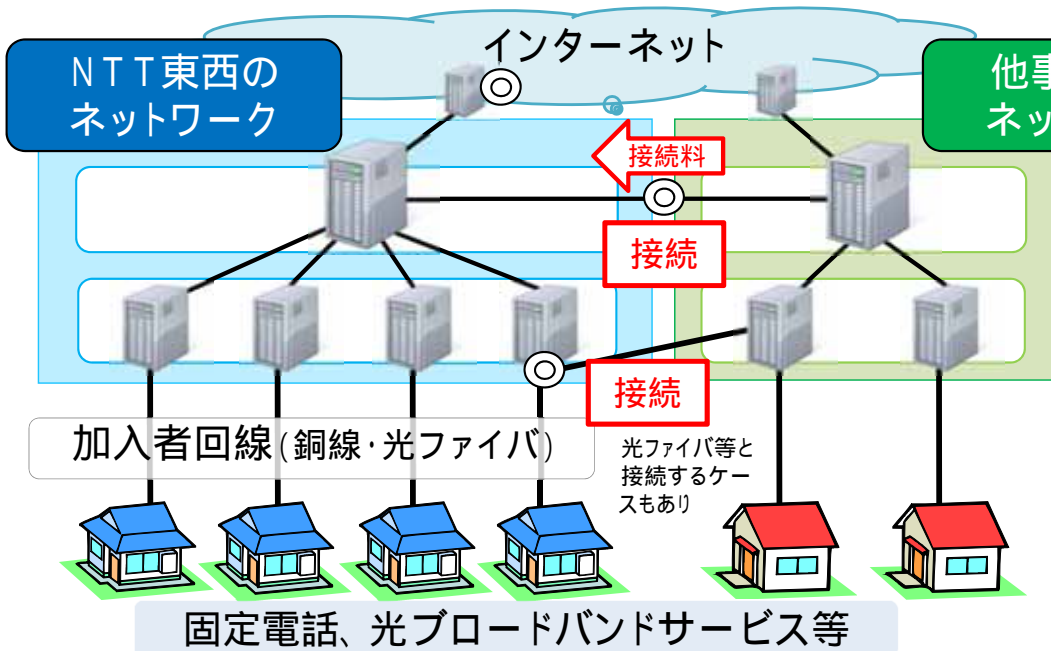 インターネット
NTT東西の
ネットワーク
他事
ネッ
接続料
接続
接続
加入者回線(銅線・光ファイバ)
光ファイバ等と
接続するケー
スもあり
固定電話、光ブロードバンドサービス等